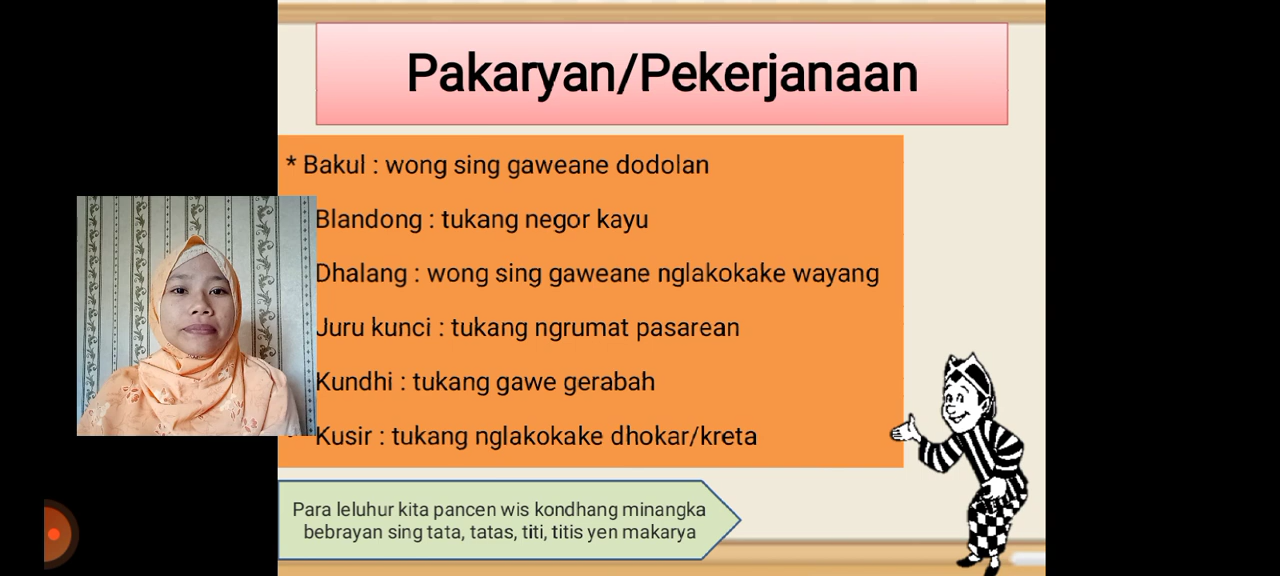 Pakaryan/Pekerjanaan
* Bakul : wong sing gaweane dodolan
Blandong : tukang negor kayu
Dhalang : wong sing gaweane nglakokake wayang
Juru kunci : tukang ngrumat pasarean
Kundhi : tukang gawe gerabah
Kusir : tukang nglakokake dhokar/kreta
Para leluhur kita pancen wis kondhang minangka
bebrayan sing tata, tatas, titi, titis yen makarya